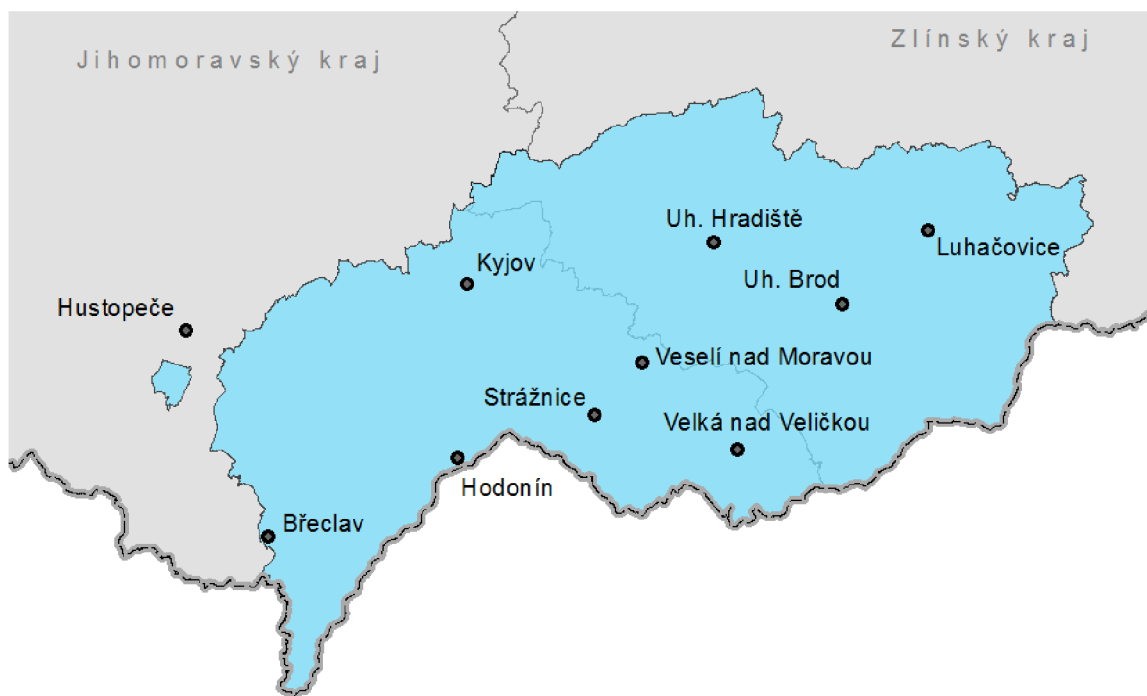 Zlínský kraj
Jihomoravský kraj
Uh. Hradiště
Luhačovice
Kyjov
Uh. Brod
Hustopeče
Veselí nad Moravou
Strážnice
Velká nad Veličkou
Hodonín
Břeclav